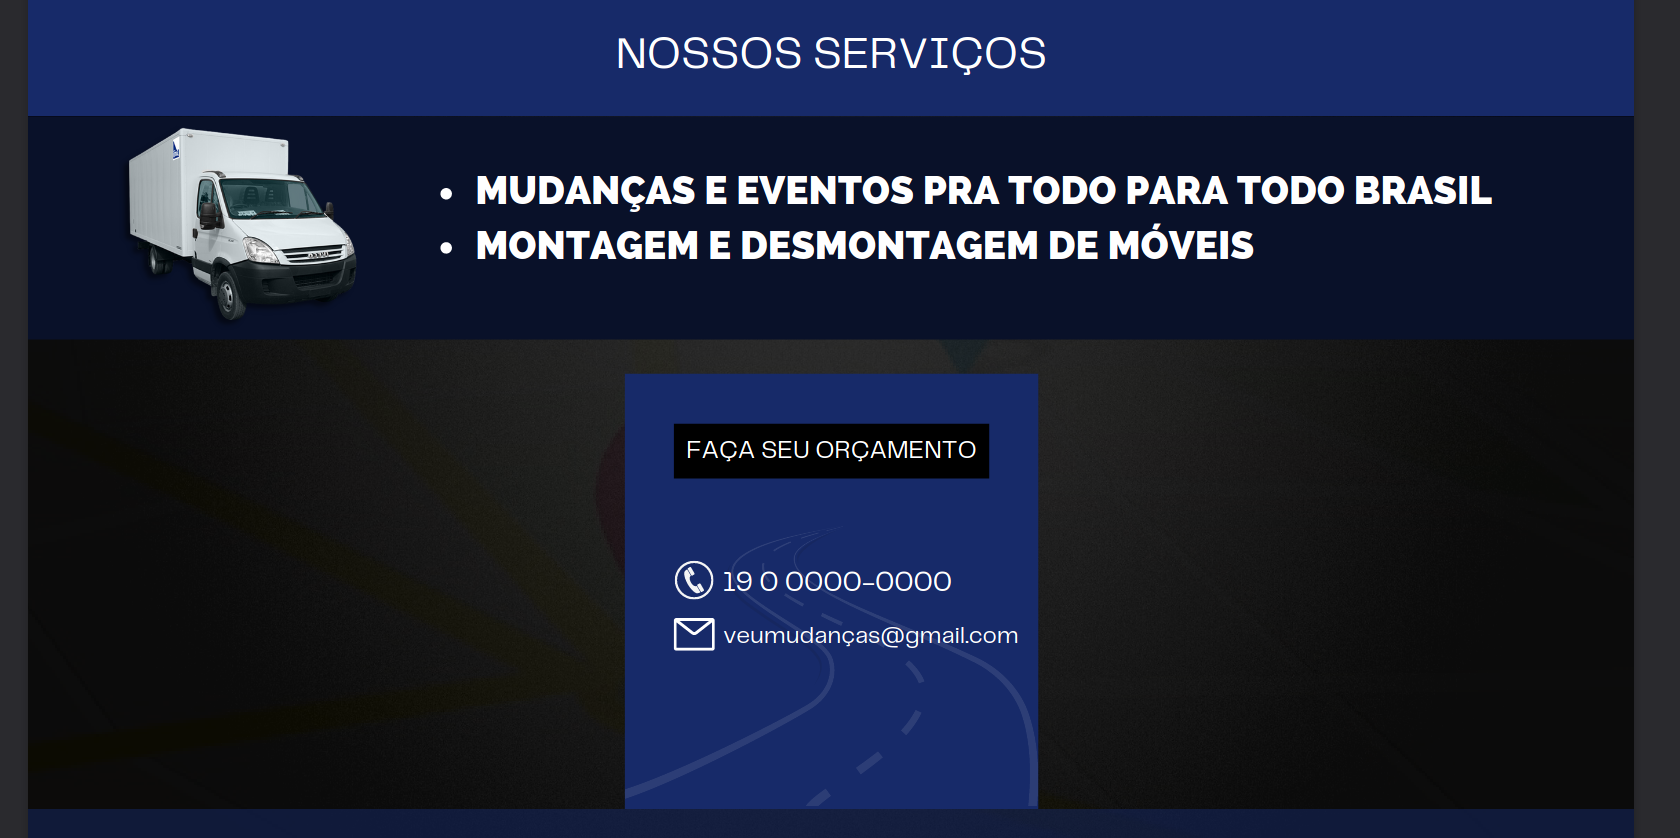 NOSSOS SERVIÇOS
MUDANÇAS E EVENTOS PRA TODO PARA TODO BRASIL
MONTAGEM E DESMONTAGEM DE MÓVEIS
FAÇA SEU ORÇAMENTO
19 0 0000-0000
veumudanças@gmail.com